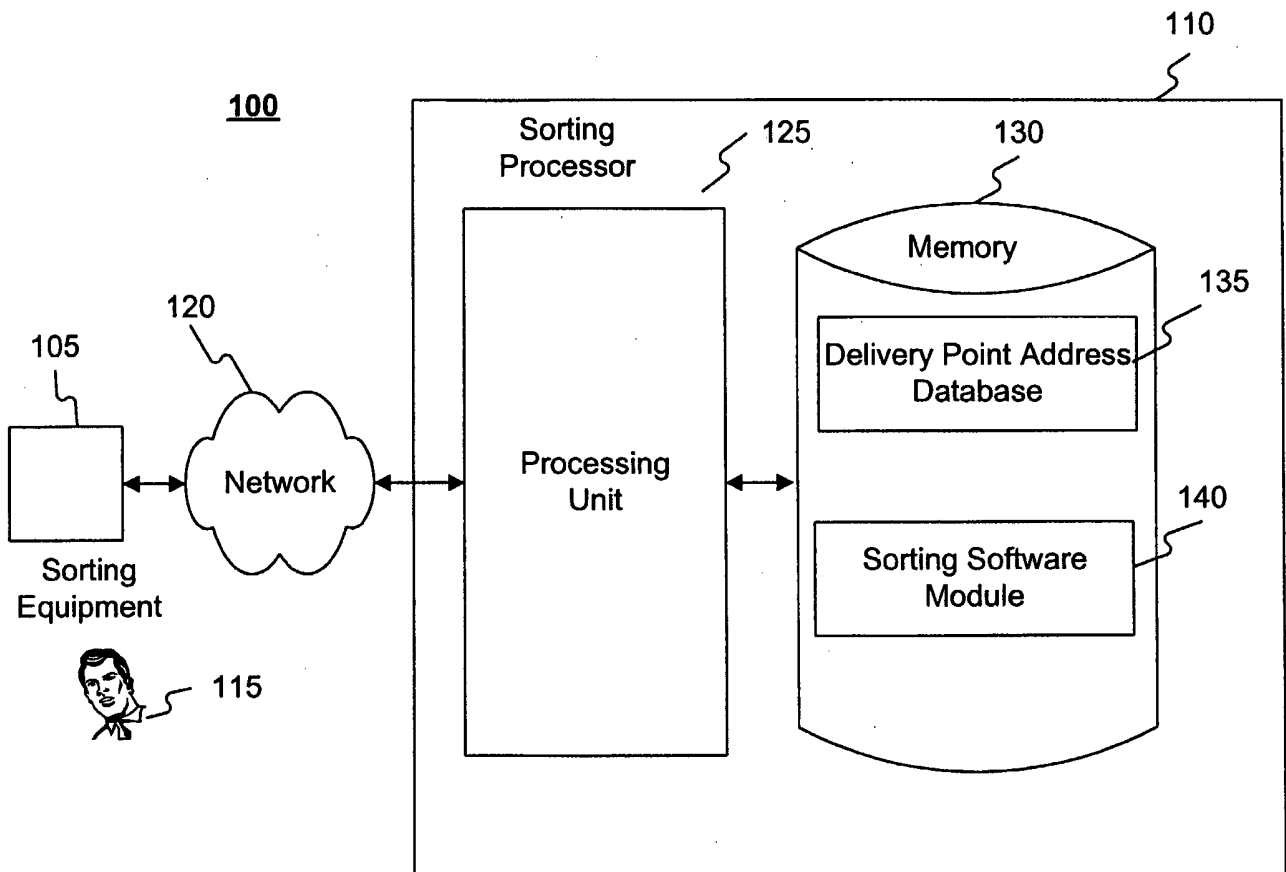 110
100
Sorting
Processor
125
130
Memory
135
120
105
Delivery Point Address
Database
Network
Processing
Unit
140
Sorting
Equipment
Sorting Software
Module
115